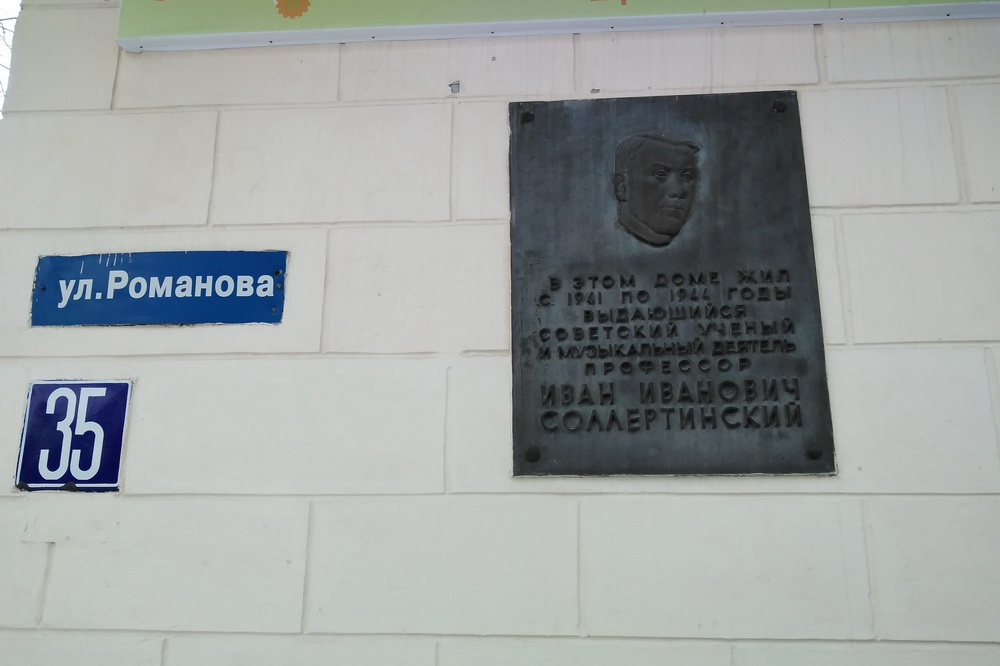 ул.Романова
35
В ЭТОМ ДОМЕ ЖИЛ
С 1941 ПО 1944 ГОДЫ
ВЫДАЮЩИЙСЯ
СОВЕТСКИЙ УЧЕНЫЙ
И МУЗЫКАЛЬНЫЙ ДЕЯТЕЛЬ
ПРОФЕССОР
ИВАН ИВАНОВИЧ
СОЛЛЕРТИНСКИЙ